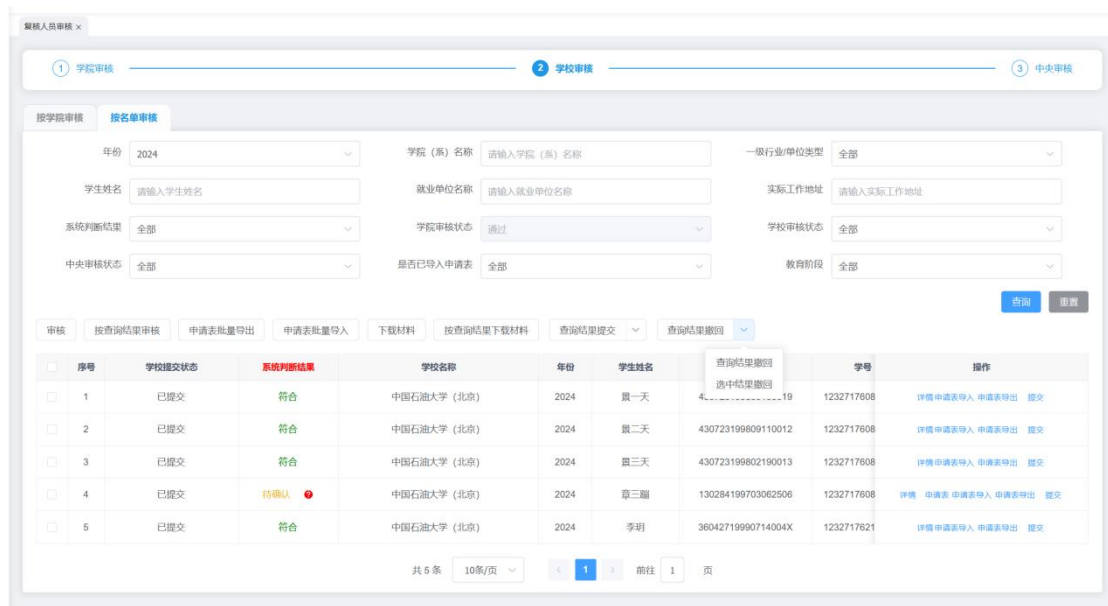 复核人员审核 ×
1 学院审核 2 学校审核 3 中央审核
按学院审核 按名单审核
年份 2024 学院（系）名称 请输入学院（系）名称 一级行业/单位类型 全部
学生姓名 请输入学生姓名 就业单位名称 请输入就业单位名称 实际工作地址 请输入实际工作地址
系统判断结果 全部 学院审核状态 通过 学校审核状态 全部
中央审核状态 全部 是否已导入申请表 全部 教育阶段 全部
查询 重置
审核 按查询结果审核 申请表批量导出 申请表批量导入 下载材料 按查询结果下载材料 查询结果提交 查询结果撤回
查询结果撤回
选中结果撤回
序号 学校提交状态 系统判断结果 学校名称 年份 学生姓名 学号 操作
1 已提交 符合 中国石油大学（北京） 2024 景一天 1232717608 详情 申请表导入 申请表导出 提交
2 已提交 符合 中国石油大学（北京） 2024 景二天 430723199809110012 1232717608 详情 申请表导入 申请表导出 提交
3 已提交 符合 中国石油大学（北京） 2024 景三天 430723199802190013 1232717608 详情 申请表导入 申请表导出 提交
4 已提交 待确认 ? 中国石油大学（北京） 2024 章三 130284199703062506 1232717608 详情 申请表 申请表导入 申请表导出 提交
5 已提交 符合 中国石油大学（北京） 2024 李玥 36042719990714004X 1232717621 详情 申请表导入 申请表导出 提交
共 5 条 10条/页 < 1 > 前往 1 页